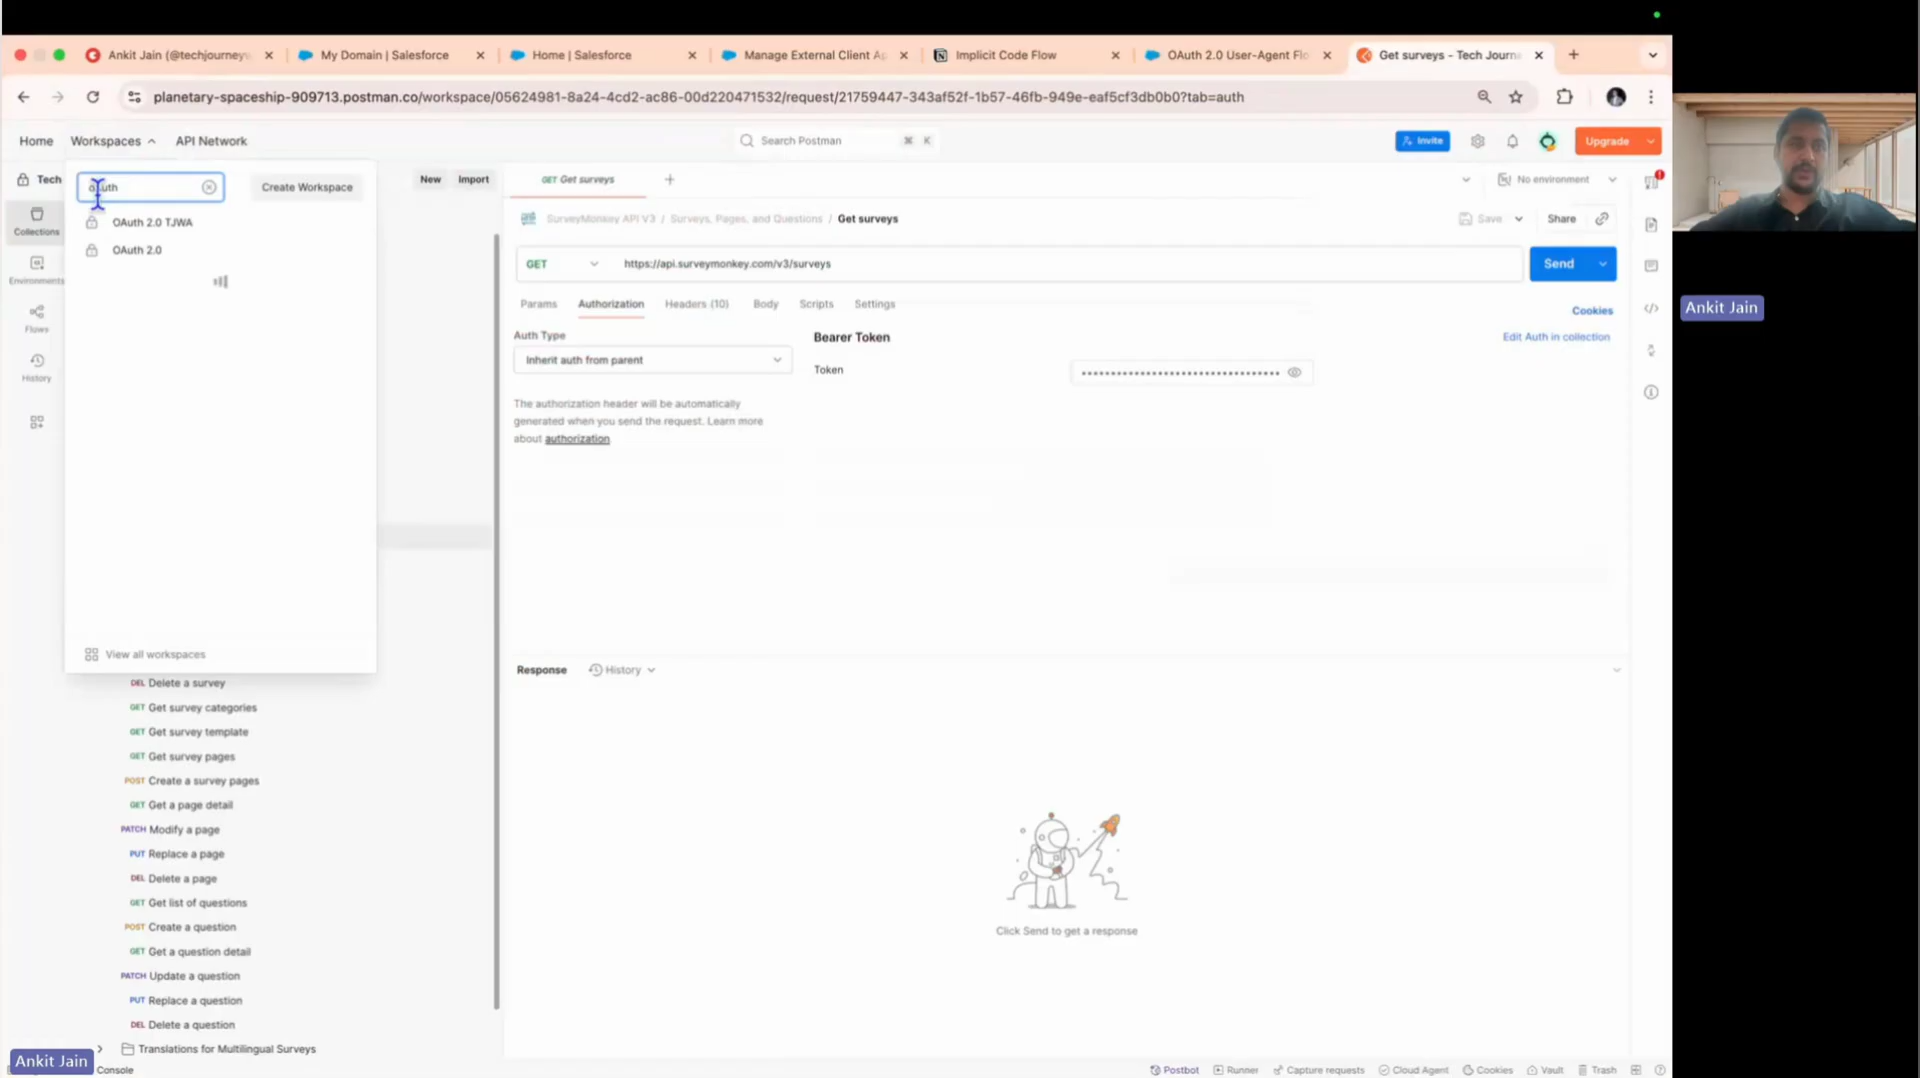 Ankit Jain (@techjourneyw
My Domain | Salesforce
Home | Salesforce
Manage External Client Ap
Implicit Code Flow
OAuth 2.0 User-Agent Flo
Get surveys - Tech Journe
planetary-spaceship-909713.postman.co/workspace/05624981-8a24-4cd2-ac86-00d220471532/request/21759447-343af52f-1b57-46fb-949e-eaf5cf3db0b0?tab=auth
Home Workspaces API Network
Search Postman
⌘ K
Invite
Upgrade
Tech
oauth
Create Workspace
New Import
GET Get surveys
No environment
Collections
OAuth 2.0 TJWA
OAuth 2.0
SurveyMonkey API V3 / Surveys, Pages, and Questions / Get surveys
Save
Share
Environments
GET
https://api.surveymonkey.com/v3/surveys
Send
Flows
Params Authorization Headers (10) Body Scripts Settings
Cookies
Ankit Jain
Auth Type
Bearer Token
Edit Auth in collection
History
Inherit auth from parent
Token
The authorization header will be automatically
generated when you send the request. Learn more
about authorization
View all workspaces
Response
History
DEL Delete a survey
GET Get survey categories
GET Get survey template
GET Get survey pages
POST Create a survey pages
GET Get a page detail
PATCH Modify a page
PUT Replace a page
DEL Delete a page
GET Get list of questions
POST Create a question
GET Get a question detail
PATCH Update a question
PUT Replace a question
DEL Delete a question
Translations for Multilingual Surveys
Click Send to get a response
Ankit Jain
Console
Postbot
Runner
Capture requests
Cloud Agent
Cookies
Vault
Trash